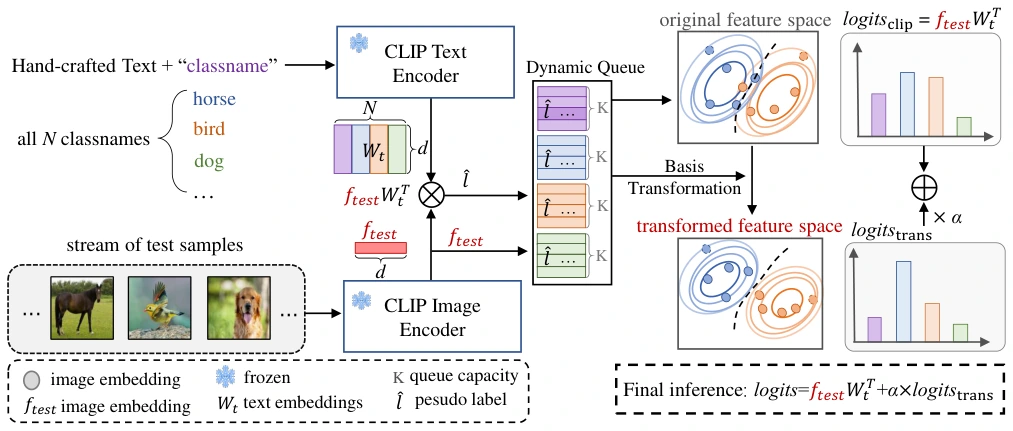 Hand-crafted Text + “classname”
all N classnames
horse
bird
dog
...
stream of test samples
...
...
CLIP Text
Encoder
N
W_t
d
f_test W_t^T
l̂
f_test
d
f_test
CLIP Image
Encoder
Dynamic Queue
l̂ ... K
l̂ ... K
l̂ ... K
l̂ ... K
original feature space
Basis
Transformation
transformed feature space
logits_clip = f_test W_t^T
× α
logits_trans
image embedding
frozen
K queue capacity
f_test image embedding
W_t text embeddings
l̂ pesudo label
Final inference: logits=f_test W_t^T+α×logits_trans